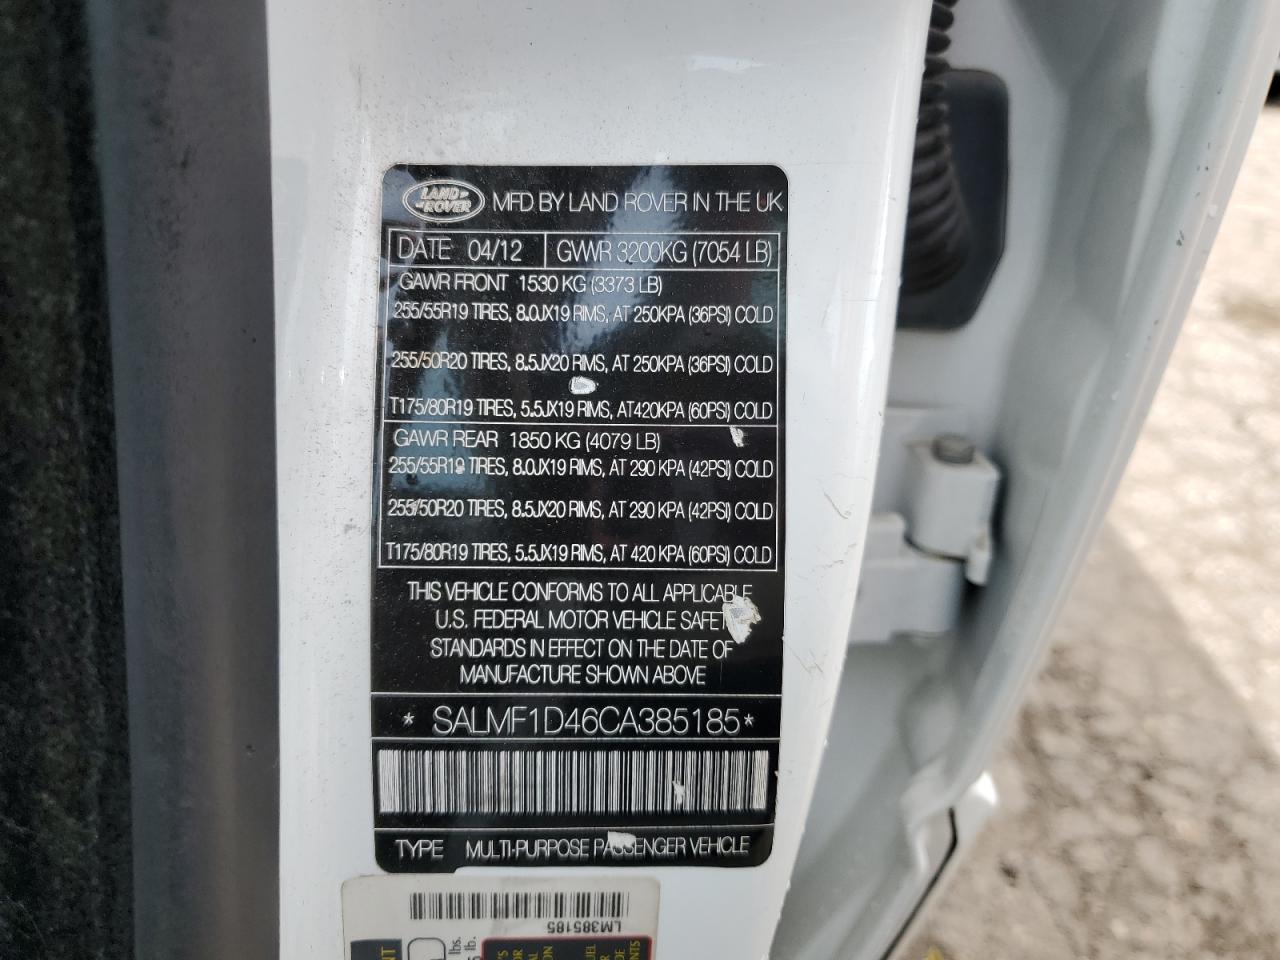 LAND ROVER MFD BY LAND ROVER IN THE UK
DATE 04/12 GWWR 3200KG (7054 LB)
GAWR FRONT 1530 KG (3373 LB)
255/55R19 TIRES, 8.0JX19 RIMS, AT 250KPA (36PSI) COLD
255/50R20 TIRES, 8.5JX20 RIMS, AT 250KPA (36PSI) COLD
T175/80R19 TIRES, 5.5JX19 RIMS, AT420KPA (60PSI) COLD
GAWR REAR 1850 KG (4079 LB)
255/55R19 TIRES, 8.0JX19 RIMS, AT 290 KPA (42PSI) COLD
255/50R20 TIRES, 8.5JX20 RIMS, AT 290 KPA (42PSI) COLD
T175/80R19 TIRES, 5.5JX19 RIMS, AT 420 KPA (60PSI) COLD
THIS VEHICLE CONFORMS TO ALL APPLICABLE
U.S. FEDERAL MOTOR VEHICLE SAFET
STANDARDS IN EFFECT ON THE DATE OF
MANUFACTURE SHOWN ABOVE
* SALMF1D46CA385185 *
TYPE MULTI-PURPOSE PASSENGER VEHICLE
LM385185
lbs.
lb.